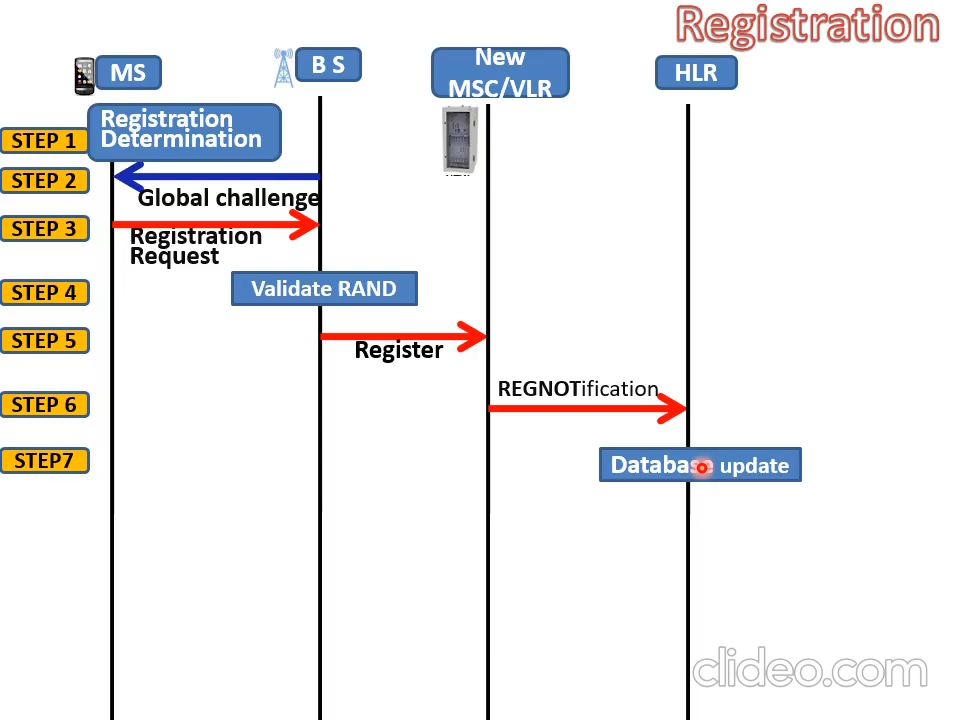 Registration
MS
B S
New
MSC/VLR
HLR
Registration
Determination
STEP 1
STEP 2
Global challenge
STEP 3
Registration
Request
STEP 4
Validate RAND
STEP 5
Register
REGNOTification
STEP 6
STEP7
Database update
clideo.com